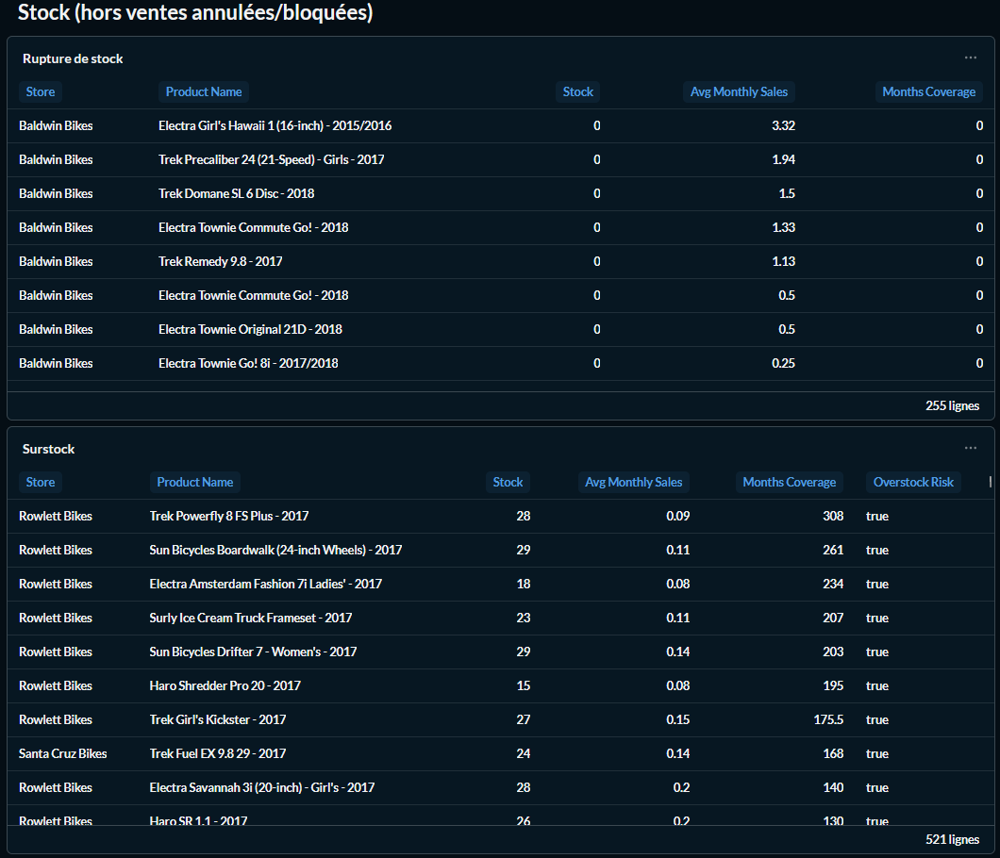 Stock (hors ventes annulées/bloquées)
Rupture de stock
Store Product Name Stock Avg Monthly Sales Months Coverage
Baldwin Bikes Electra Girl's Hawaii 1 (16-inch) - 2015/2016 0 3.32 0
Baldwin Bikes Trek Precaliber 24 (21-Speed) - Girls - 2017 0 1.94 0
Baldwin Bikes Trek Domane SL 6 Disc - 2018 0 1.5 0
Baldwin Bikes Electra Townie Commute Go! - 2018 0 1.33 0
Baldwin Bikes Trek Remedy 9.8 - 2017 0 1.13 0
Baldwin Bikes Electra Townie Commute Go! - 2018 0 0.5 0
Baldwin Bikes Electra Townie Original 21D - 2018 0 0.5 0
Baldwin Bikes Electra Townie Go! 8i - 2017/2018 0 0.25 0
255 lignes
Surstock
Store Product Name Stock Avg Monthly Sales Months Coverage Overstock Risk
Rowlett Bikes Trek Powerfly 8 FS Plus - 2017 28 0.09 308 true
Rowlett Bikes Sun Bicycles Boardwalk (24-inch Wheels) - 2017 29 0.11 261 true
Rowlett Bikes Electra Amsterdam Fashion 7i Ladies' - 2017 18 0.08 234 true
Rowlett Bikes Surly Ice Cream Truck Frameset - 2017 23 0.11 207 true
Rowlett Bikes Sun Bicycles Drifter 7 - Women's - 2017 29 0.14 203 true
Rowlett Bikes Haro Shredder Pro 20 - 2017 15 0.08 195 true
Rowlett Bikes Trek Girl's Kickster - 2017 27 0.15 175.5 true
Santa Cruz Bikes Trek Fuel EX 9.8 29 - 2017 24 0.14 168 true
Rowlett Bikes Electra Savannah 3i (20-inch) - Girl's - 2017 28 0.2 140 true
Rowlett Bikes Haro SR 1.1 - 2017 26 0.2 130 true
521 lignes